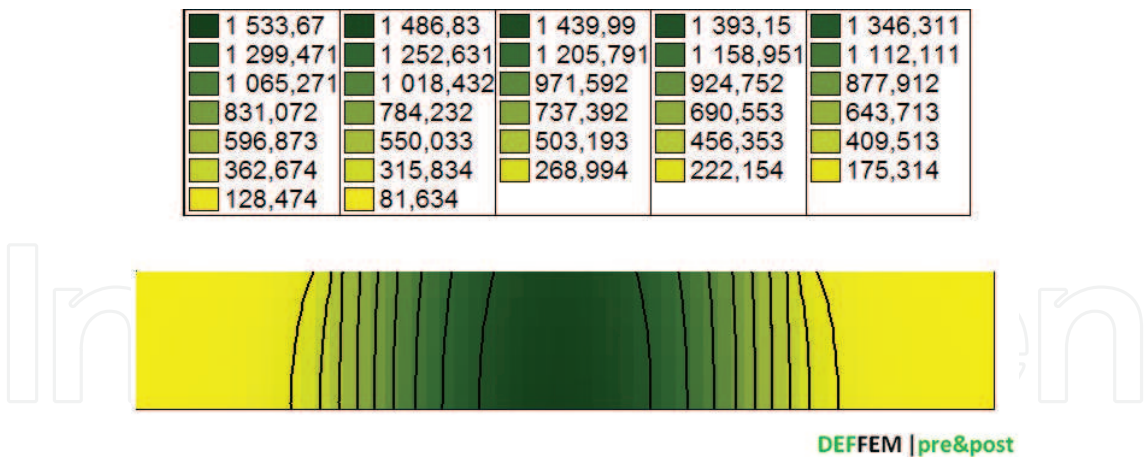 1 533,67 1 486,83 1 439,99 1 393,15 1 346,311
1 299,471 1 252,631 1 205,791 1 158,951 1 112,111
1 065,271 1 018,432 971,592 924,752 877,912
831,072 784,232 737,392 690,553 643,713
596,873 550,033 503,193 456,353 409,513
362,674 315,834 268,994 222,154 175,314
128,474 81,634
DEFFEM |pre&post